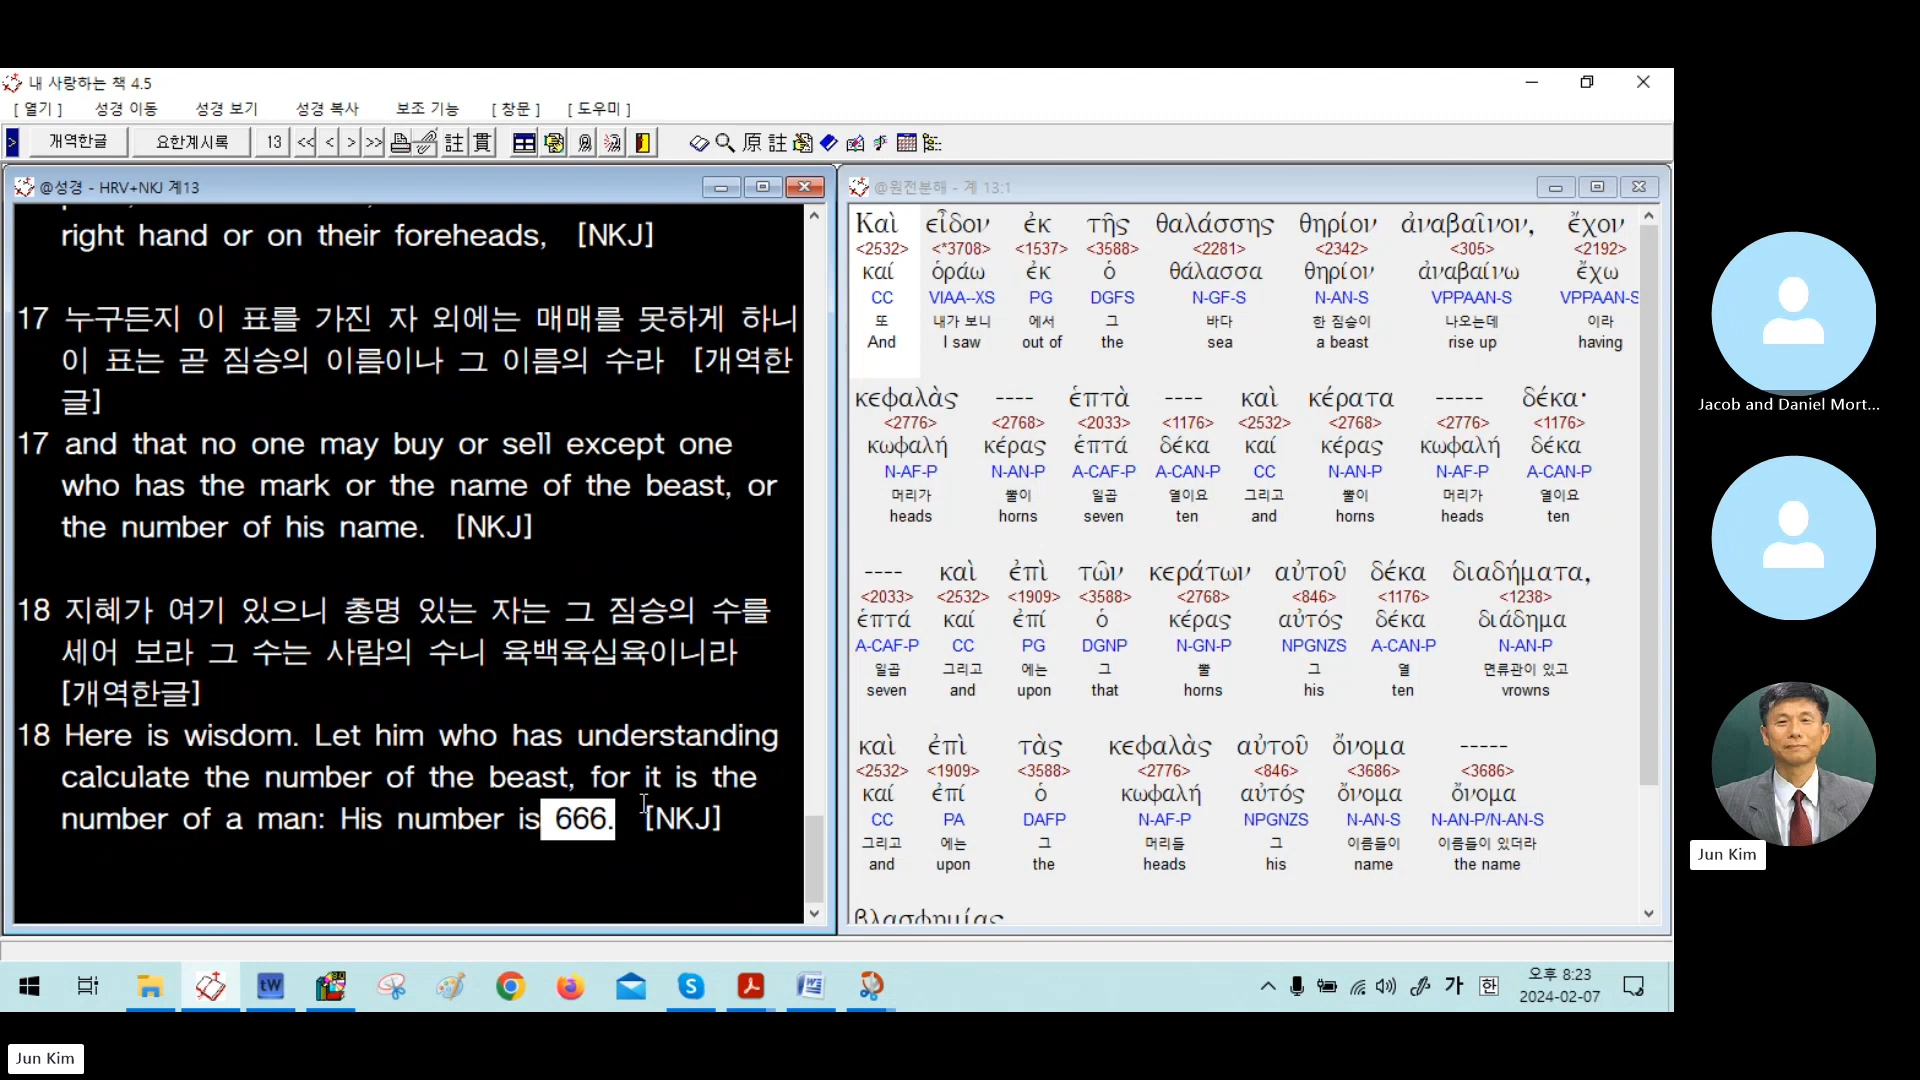 내 사랑하는 책 4.5
[ 열기 ] 성경 이동 성경 보기 성경 복사 보조 기능 [ 창문 ] [ 도우미 ]
> 개역한글 요한계시록 13 << < > >> 註 貫 原 註
@성경 - HRV+NKJ 계13
right hand or on their foreheads, [NKJ]
17 누구든지 이 표를 가진 자 외에는 매매를 못하게 하니
이 표는 곧 짐승의 이름이나 그 이름의 수라 [개역한
글]
17 and that no one may buy or sell except one
who has the mark or the name of the beast, or
the number of his name. [NKJ]
18 지혜가 여기 있으니 총명 있는 자는 그 짐승의 수를
세어 보라 그 수는 사람의 수니 육백육십육이니라
[개역한글]
18 Here is wisdom. Let him who has understanding
calculate the number of the beast, for it is the
number of a man: His number is 666. [NKJ]
@원전분해 - 계 13:1
Καὶ εἶδον ἐκ τῆς θαλάσσης θηρίον ἀναβαῖνον, ἔχον
<2532> <*3708> <1537> <3588> <2281> <2342> <305> <2192>
καί ὁράω ἐκ ὁ θάλασσα θηρίον ἀναβαίνω ἔχω
CC VIAA--XS PG DGFS N-GF-S N-AN-S VPPAAN-S VPPAAN-S
또 내가 보니 에서 그 바다 한 짐승이 나오는데 이라
And I saw out of the sea a beast rise up having
κεφαλὰς ---- ἑπτὰ ---- καὶ κέρατα ----- δέκα·
<2776> <2768> <2033> <1176> <2532> <2768> <2776> <1176>
κωφαλή κέρας ἑπτά δέκα καί κέρας κωφαλή δέκα
N-AF-P N-AN-P A-CAF-P A-CAN-P CC N-AN-P N-AF-P A-CAN-P
머리가 뿔이 일곱 열이요 그리고 뿔이 머리가 열이요
heads horns seven ten and horns heads ten
---- καὶ ἐπὶ τῶν κεράτων αὐτοῦ δέκα διαδήματα,
<2033> <2532> <1909> <3588> <2768> <846> <1176> <1238>
ἑπτά καί ἐπί ὁ κέρας αὐτός δέκα διάδημα
A-CAF-P CC PG DGNP N-GN-P NPGNZS A-CAN-P N-AN-P
일곱 그리고 에는 그 뿔 그 열 면류관이 있고
seven and upon that horns his ten vrowns
καὶ ἐπὶ τὰς κεφαλὰς αὐτοῦ ὄνομα -----
<2532> <1909> <3588> <2776> <846> <3686> <3686>
καί ἐπί ὁ κωφαλή αὐτός ὄνομα ὄνομα
CC PA DAFP N-AF-P NPGNZS N-AN-S N-AN-P/N-AN-S
그리고 에는 그 머리들 그 이름들이 이름들이 있더라
and upon the heads his name the name
βλασφημίας
Jacob and Daniel Mort...
Jun Kim
tW S W 가 한 오후 8:23
2024-02-07
Jun Kim